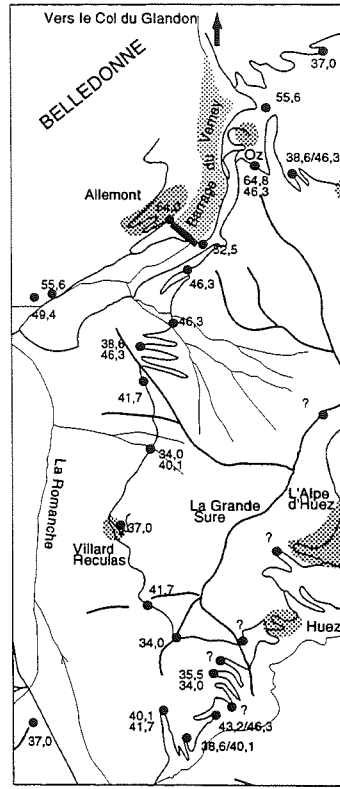 Vers le Col du Glandon
37,0
BELLEDONNE
55,6
Barrage du Verney
Oz
38,6/46,3
64,8
46,3
Allemont
64,0
52,5
46,3
55,6
49,4
46,3
38,6
46,3
41,7
?
34,0
40,1
La Romanche
La Grande
Sure
L'Alpe
d'Huez
37,0
Villard
Reculas
?
41,7
34,0
?
Huez
?
35,5
34,0
40,1
41,7
?
43,2/46,3
38,6/40,1
37,0